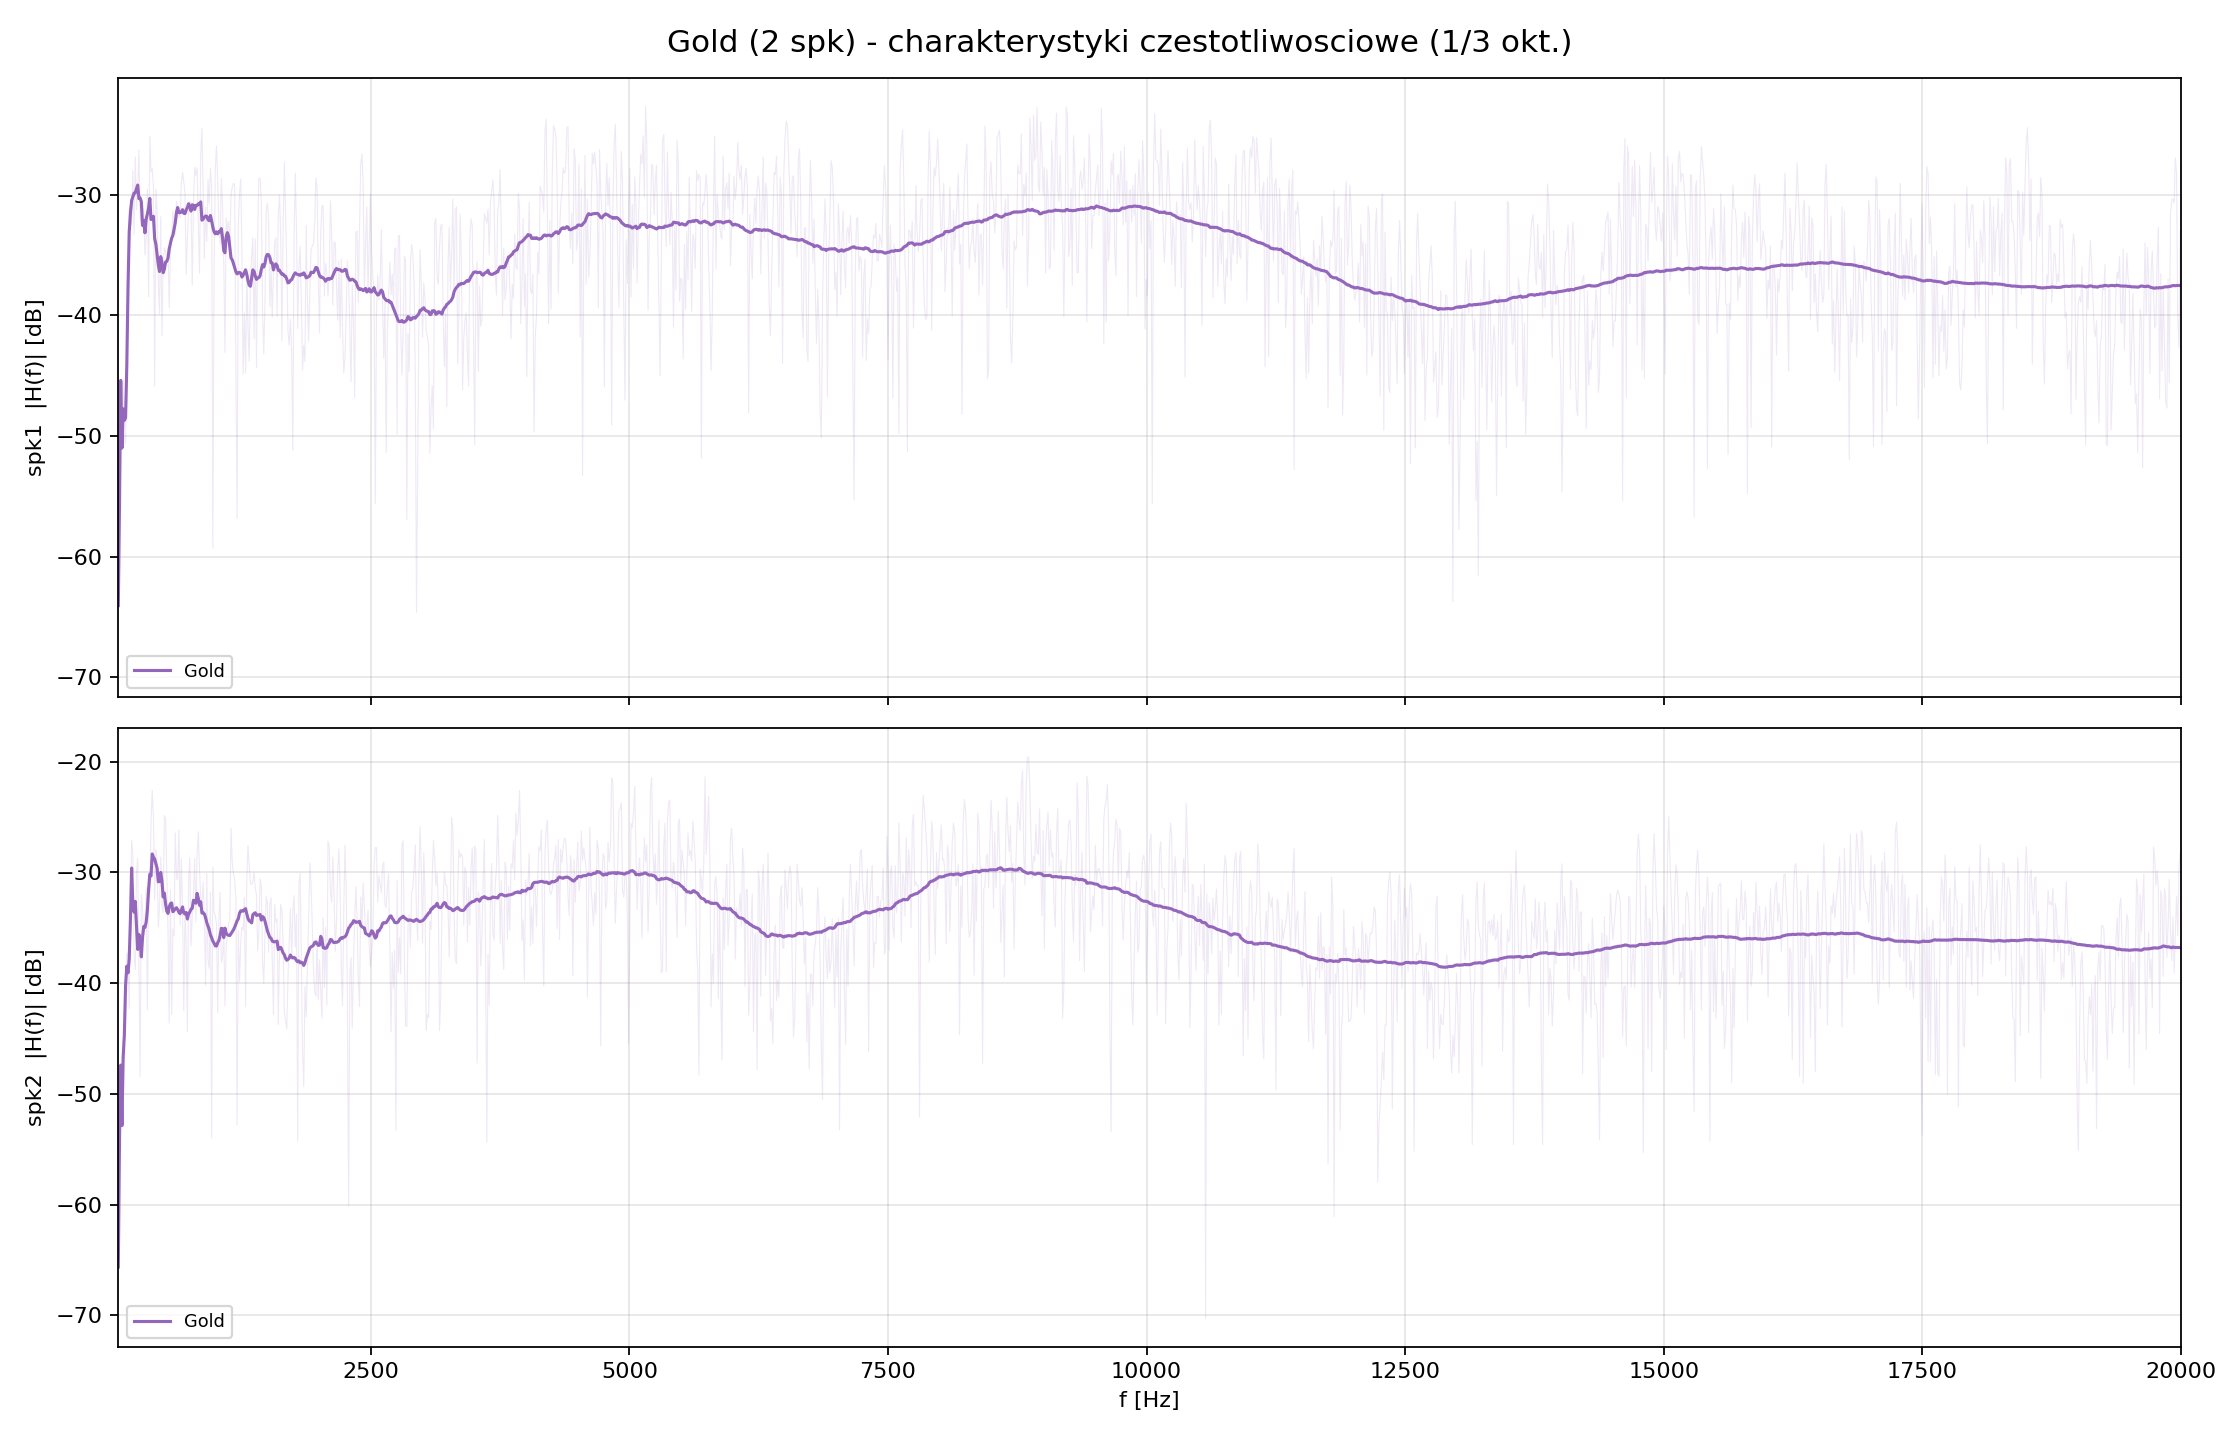 Gold (2 spk) - charakterystyki czestotliwosciowe (1/3 okt.)
spk1 |H(f)| [dB]
−30
−40
−50
−60
−70
Gold
spk2 |H(f)| [dB]
−20
−30
−40
−50
−60
−70
Gold
2500 5000 7500 10000 12500 15000 17500 20000
f [Hz]